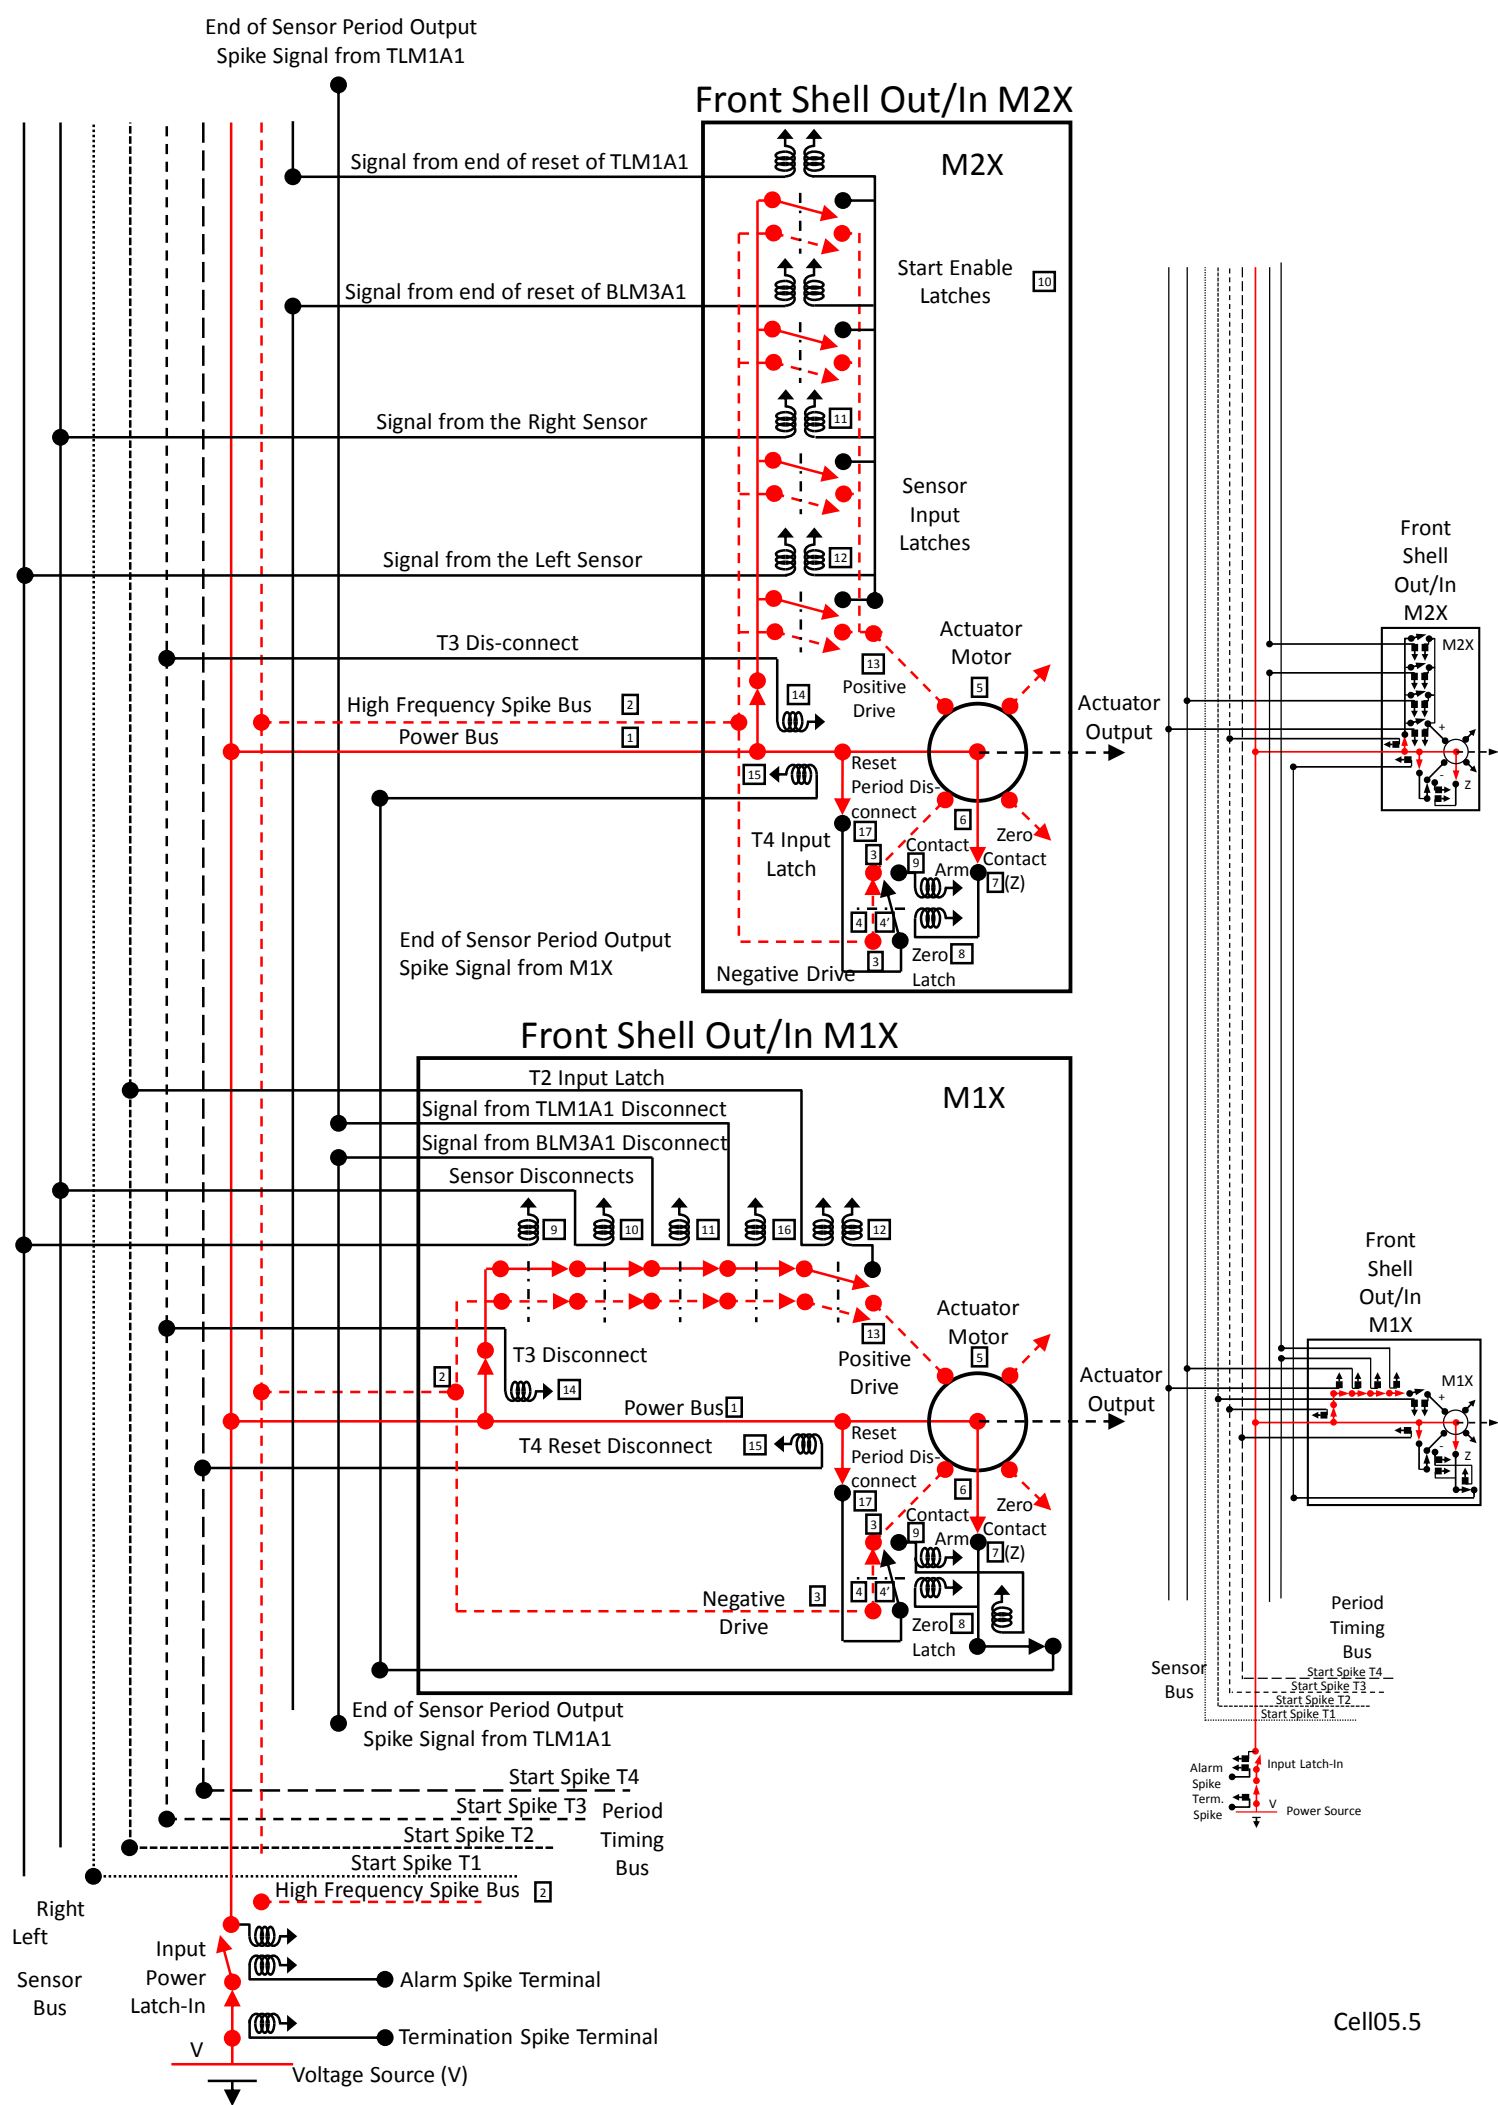 End of Sensor Period Output
Spike Signal from TLM1A1
Front Shell Out/In M2X
M2X
Signal from end of reset of TLM1A1
Start Enable
Latches
10
Signal from end of reset of BLM3A1
Signal from the Right Sensor
11
Sensor
Input
Latches
Signal from the Left Sensor
12
T3 Dis-connect
Actuator
Motor
5
13
Positive
Drive
14
High Frequency Spike Bus 2
Power Bus 1
Actuator
Output
15
Reset
Period Dis-
connect
17
6
T4 Input
Latch
3
Contact
Arm
9
Zero
Contact
7 (Z)
4 4'
End of Sensor Period Output
Spike Signal from M1X
3
Zero 8
Latch
Negative Drive
Front Shell Out/In M1X
M1X
T2 Input Latch
Signal from TLM1A1 Disconnect
Signal from BLM3A1 Disconnect
Sensor Disconnects
9 10 11 16 12
Actuator
Motor
5
13
Positive
Drive
T3 Disconnect
2
14
Power Bus 1
Actuator
Output
T4 Reset Disconnect 15
Reset
Period Dis-
connect
17
6
3
Contact
Arm
9
Zero
Contact
7 (Z)
4 4'
Negative
Drive
3
Zero 8
Latch
End of Sensor Period Output
Spike Signal from TLM1A1
Start Spike T4
Start Spike T3
Start Spike T2
Start Spike T1
Period
Timing
Bus
High Frequency Spike Bus 2
Right
Left
Sensor
Bus
Input
Power
Latch-In
Alarm Spike Terminal
Termination Spike Terminal
V
Voltage Source (V)
Front
Shell
Out/In
M2X
M2X
+
-
Z
Front
Shell
Out/In
M1X
M1X
+
-
Z
Period
Timing
Bus
Sensor
Bus
Start Spike T4
Start Spike T3
Start Spike T2
Start Spike T1
Alarm
Spike
Term.
Spike
Input Latch-In
V
Power Source
Cell05.5